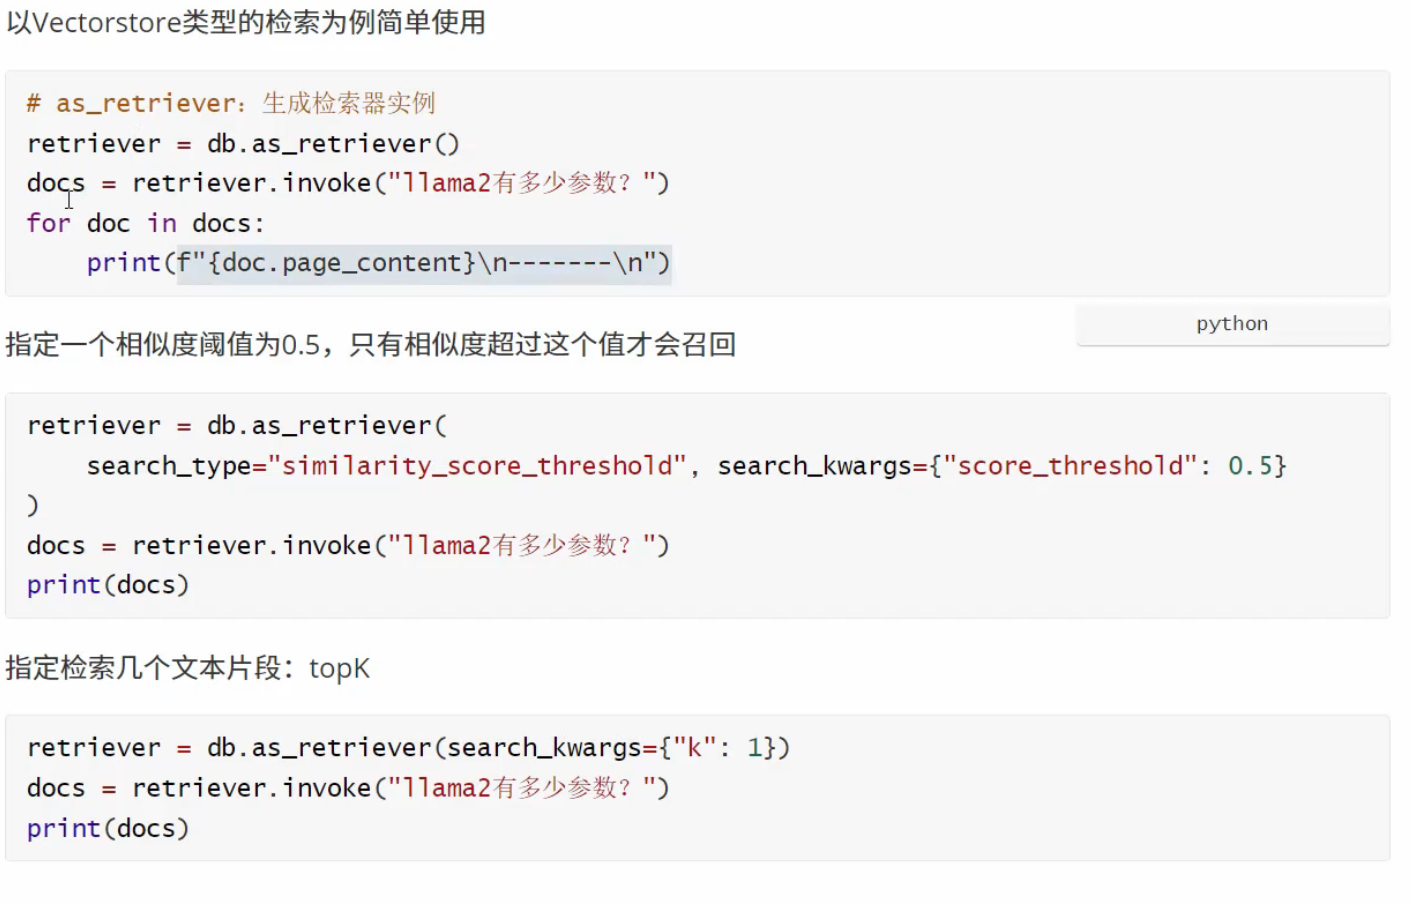 以Vectorstore类型的检索为例简单使用
# as_retriever：生成检索器实例
retriever = db.as_retriever()
docs = retriever.invoke("llama2有多少参数？")
for doc in docs:
    print(f"{doc.page_content}\n-------\n")
python
指定一个相似度阈值为0.5，只有相似度超过这个值才会召回
retriever = db.as_retriever(
    search_type="similarity_score_threshold", search_kwargs={"score_threshold": 0.5}
)
docs = retriever.invoke("llama2有多少参数？")
print(docs)
指定检索几个文本片段：topK
retriever = db.as_retriever(search_kwargs={"k": 1})
docs = retriever.invoke("llama2有多少参数？")
print(docs)